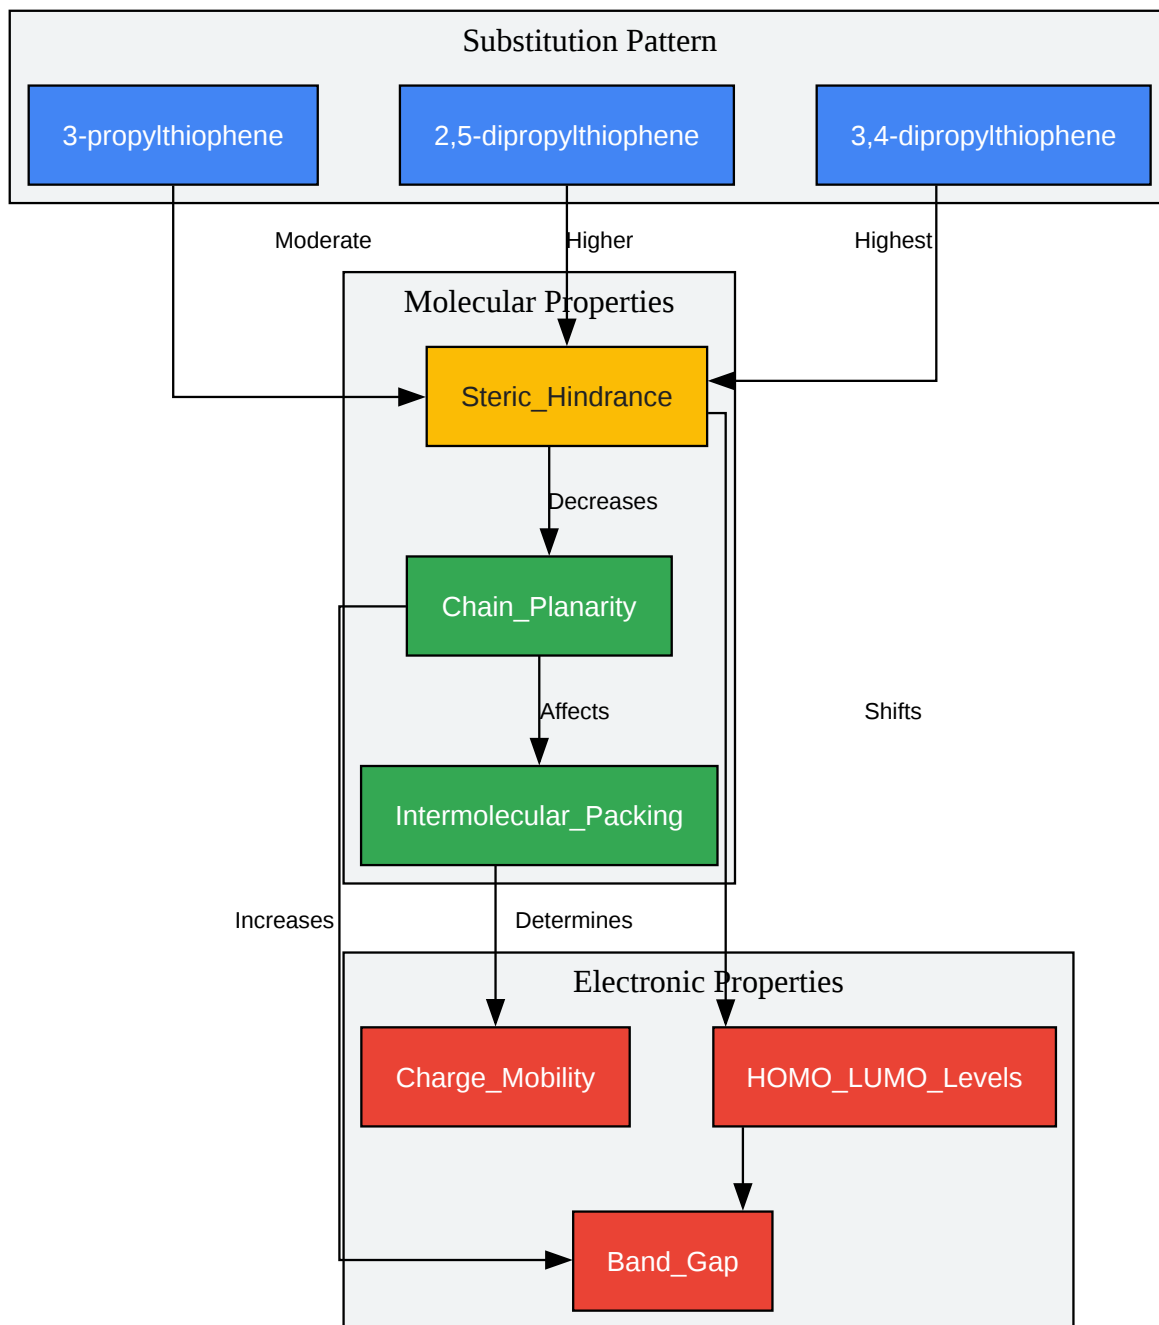 Substitution Pattern
3-propylthiophene
2,5-dipropylthiophene
3,4-dipropylthiophene
Moderate
Higher
Highest
Molecular Properties
Steric_Hindrance
Decreases
Chain_Planarity
Affects
Shifts
Intermolecular_Packing
Increases
Determines
Electronic Properties
Charge_Mobility
HOMO_LUMO_Levels
Band_Gap